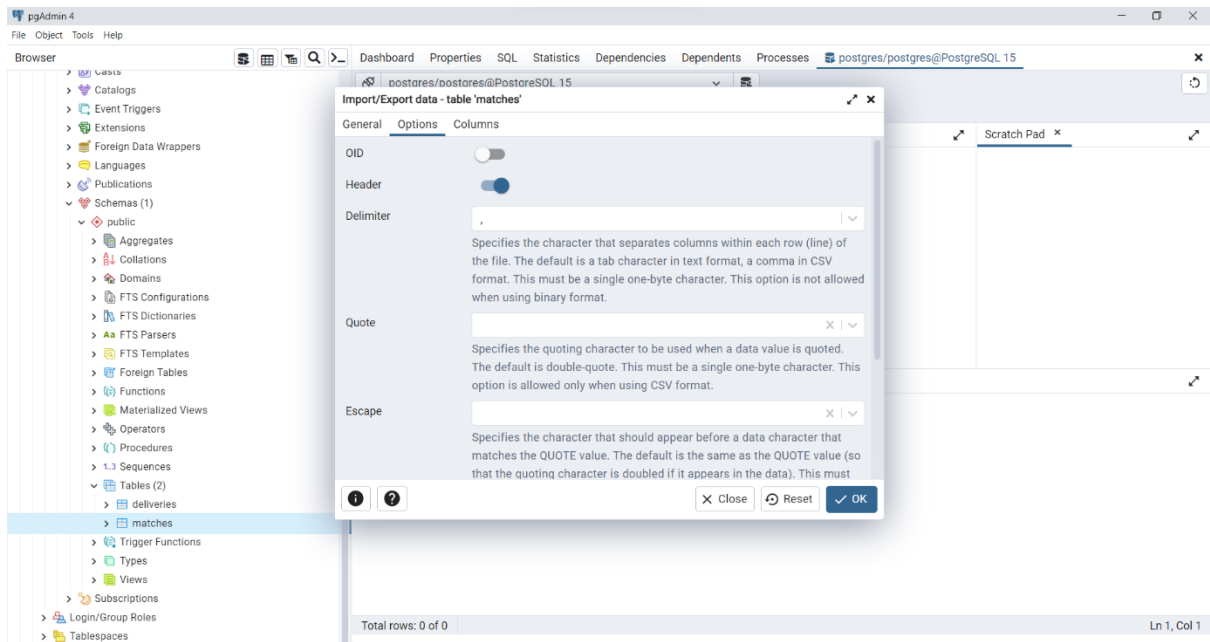 pgAdmin 4
File Object Tools Help
Browser
Dashboard Properties SQL Statistics Dependencies Dependents Processes postgres/postgres@PostgreSQL 15
Casts
Catalogs
Event Triggers
Extensions
Foreign Data Wrappers
Languages
Publications
Schemas (1)
public
Aggregates
Collations
Domains
FTS Configurations
FTS Dictionaries
Aa FTS Parsers
FTS Templates
Foreign Tables
Functions
Materialized Views
Operators
Procedures
1..3 Sequences
Tables (2)
deliveries
matches
Trigger Functions
Types
Views
Subscriptions
Login/Group Roles
Tablespaces
postgres/postgres@PostgreSQL 15
Scratch Pad
Import/Export data - table 'matches'
General Options Columns
OID
Header
Delimiter
,
Specifies the character that separates columns within each row (line) of
the file. The default is a tab character in text format, a comma in CSV
format. This must be a single one-byte character. This option is not allowed
when using binary format.
Quote
Specifies the quoting character to be used when a data value is quoted.
The default is double-quote. This must be a single one-byte character. This
option is allowed only when using CSV format.
Escape
Specifies the character that should appear before a data character that
matches the QUOTE value. The default is the same as the QUOTE value (so
that the quoting character is doubled if it appears in the data). This must
Close Reset OK
Total rows: 0 of 0
Ln 1, Col 1